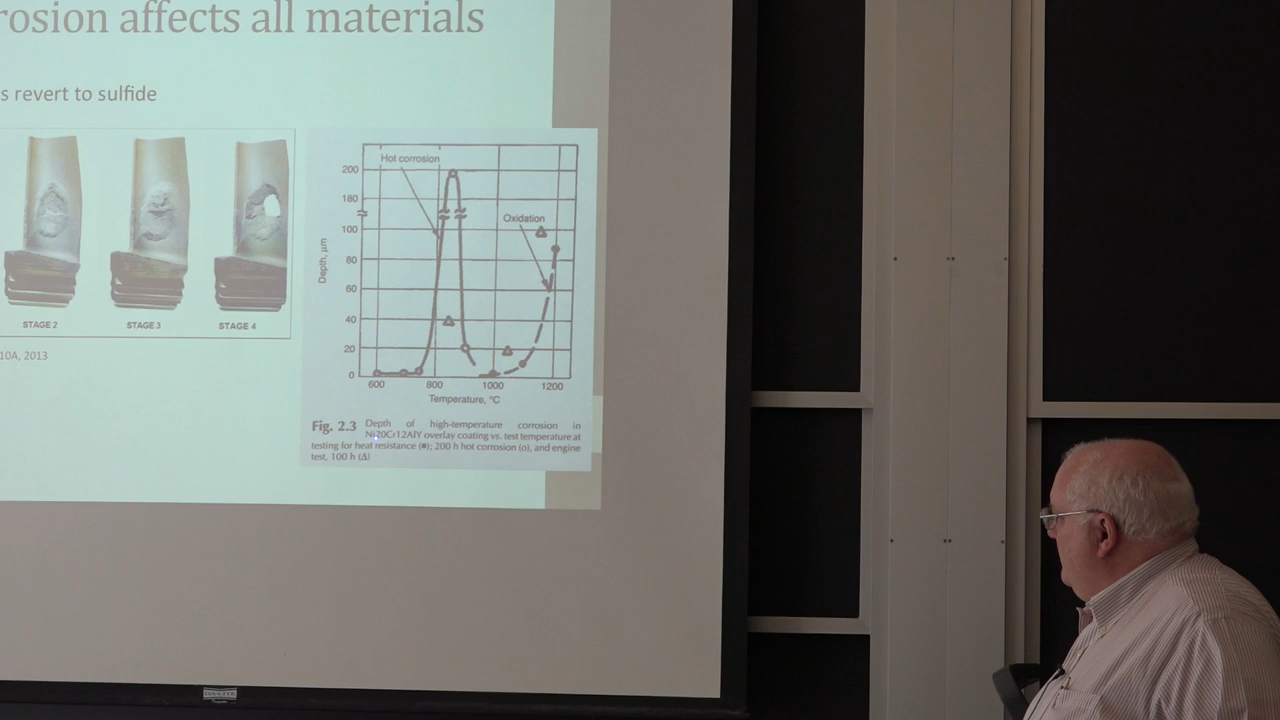 rosion affects all materials
s revert to sulfide
STAGE 2
STAGE 3
STAGE 4
10A, 2013
Hot corrosion
Oxidation
Depth, µm
200
180
100
80
60
40
20
0
600
800
1000
1200
Temperature, °C
Fig. 2.3 Depth of high-temperature corrosion in
Ni20Cr12AlY overlay coating vs. test temperature at
testing for heat resistance (•); 200 h hot corrosion (o), and engine
test, 100 h (Δ)
DA-LITE